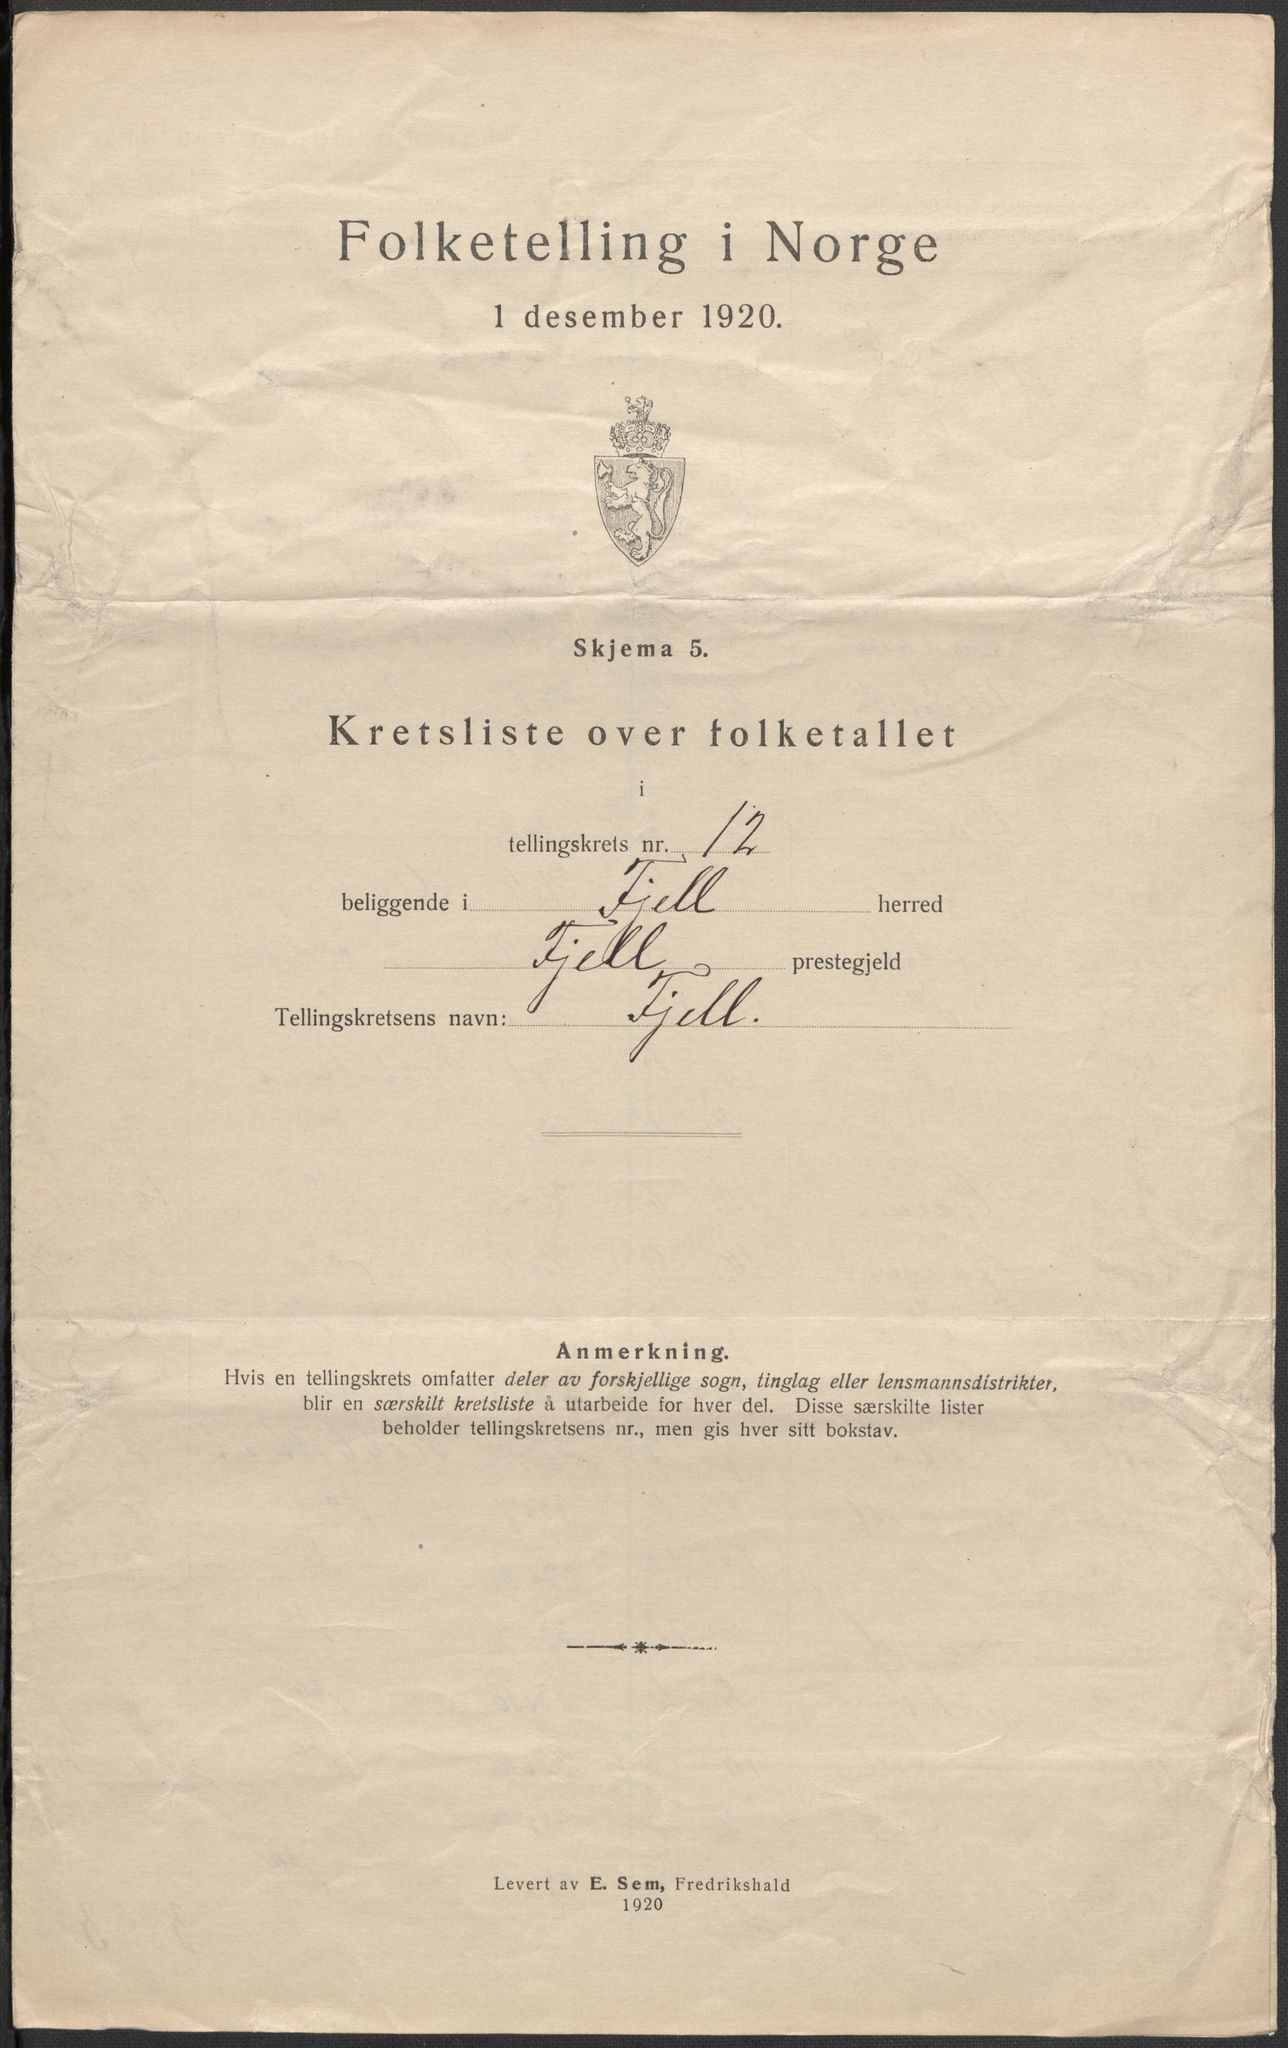 Folketelling i Norge
1 desember 1920.
Skjema 5.
Kretsliste over folketallet
i
tellingskrets nr. 12
beliggende i Fjell herred
Fjell prestegjeld
Tellingskretsens navn: Fjell.
Anmerkning.
Hvis en tellingskrets omfatter deler av forskjellige sogn, tinglag eller lensmannsdistrikter,
blir en særskilt kretsliste å utarbeide for hver del. Disse særskilte lister
beholder tellingskretsens nr., men gis hver sitt bokstav.
Levert av E. Sem, Fredrikshald
1920